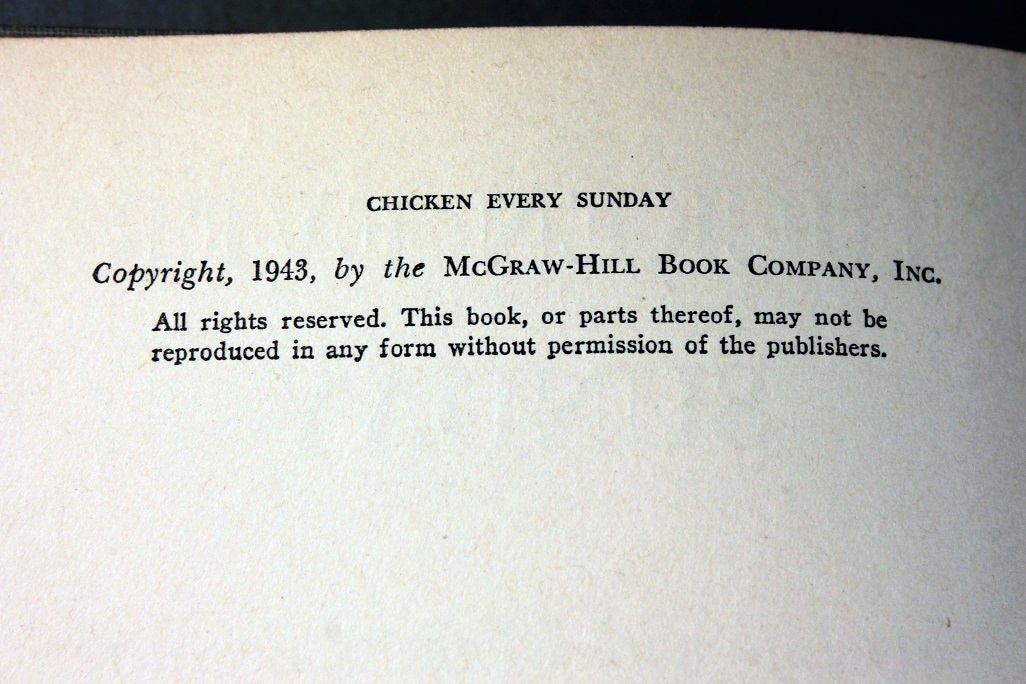 CHICKEN EVERY SUNDAY
Copyright, 1943, by the McGraw-Hill Book Company, Inc.
All rights reserved. This book, or parts thereof, may not be
reproduced in any form without permission of the publishers.